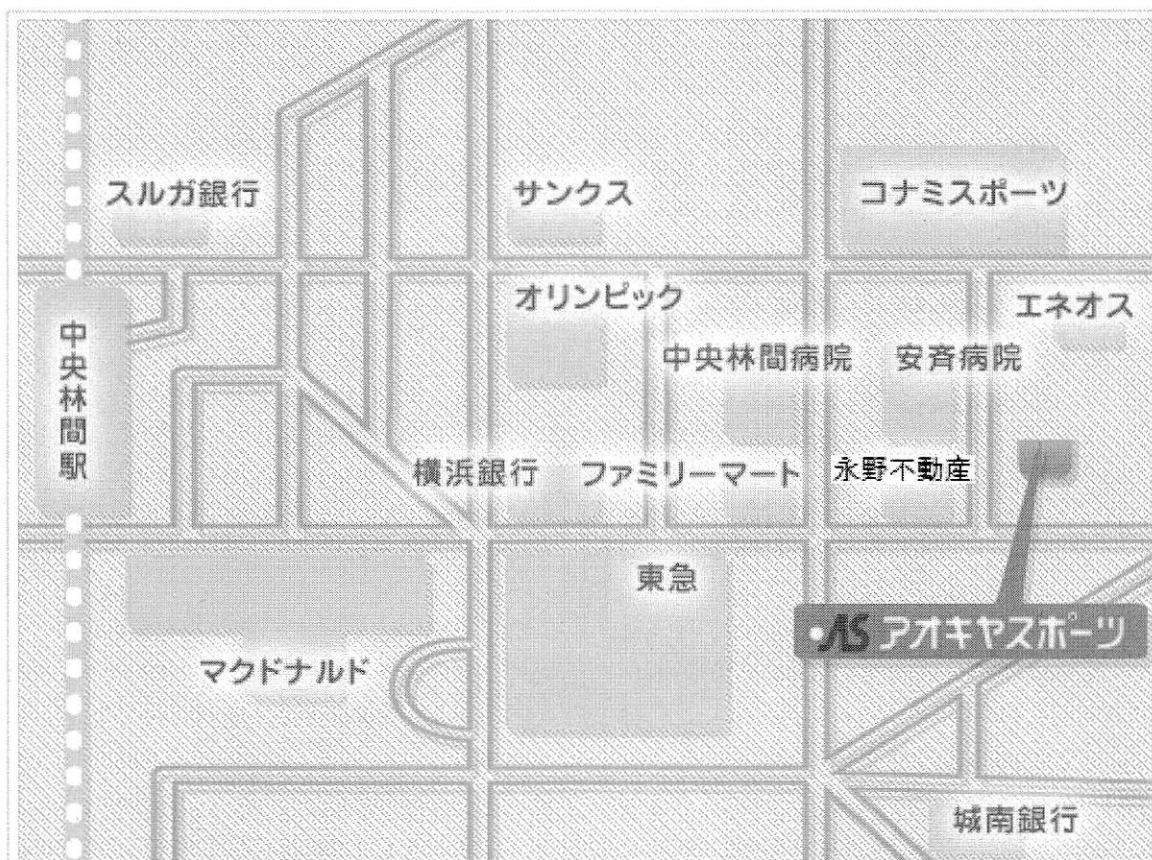 スルガ銀行
サンクス
コナミスポーツ
オリンピック
エネオス
中央林間駅
中央林間病院
安斉病院
横浜銀行
ファミリーマート
永野不動産
東急
AS アオキヤスポーツ
マクドナルド
城南銀行